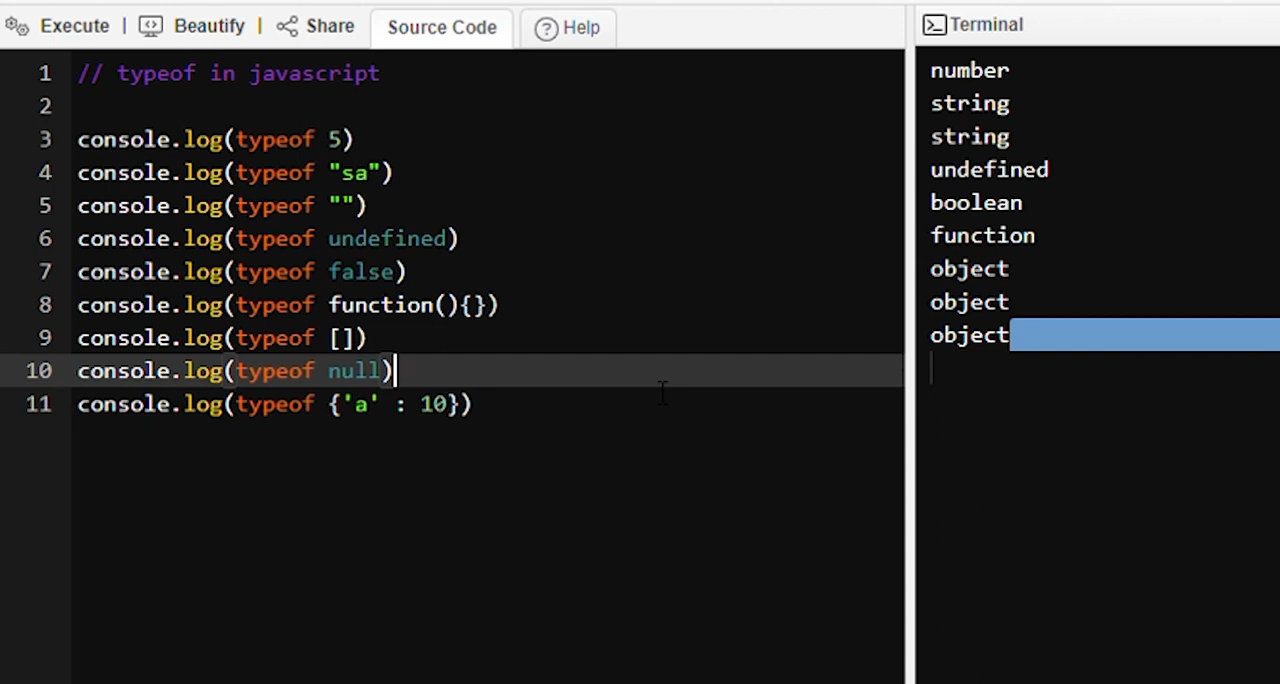 Execute | Beautify | Share Source Code Help
1 // typeof in javascript
2
3 console.log(typeof 5)
4 console.log(typeof "sa")
5 console.log(typeof "")
6 console.log(typeof undefined)
7 console.log(typeof false)
8 console.log(typeof function(){})
9 console.log(typeof [])
10 console.log(typeof null)
11 console.log(typeof {'a' : 10})
Terminal
number
string
string
undefined
boolean
function
object
object
object